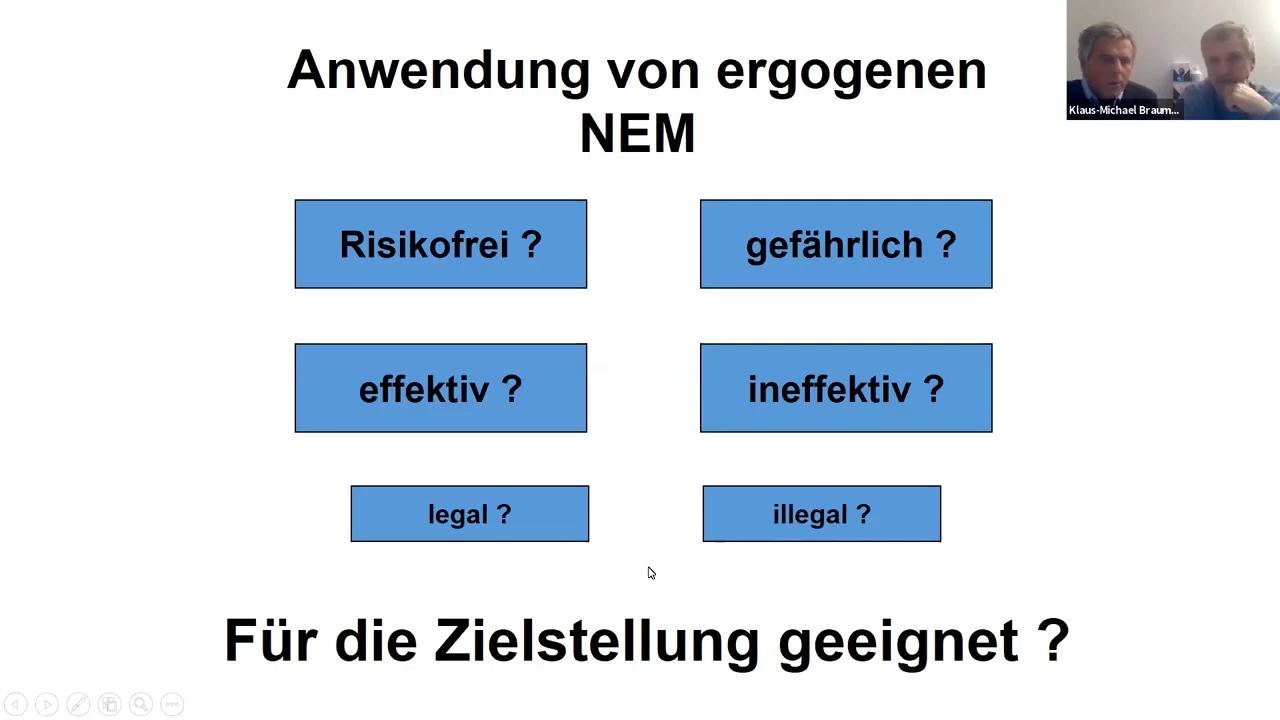 Anwendung von ergogenen
NEM
Klaus-Michael Braum...
Risikofrei ?
gefährlich ?
effektiv ?
ineffektiv ?
legal ?
illegal ?
Für die Zielstellung geeignet ?